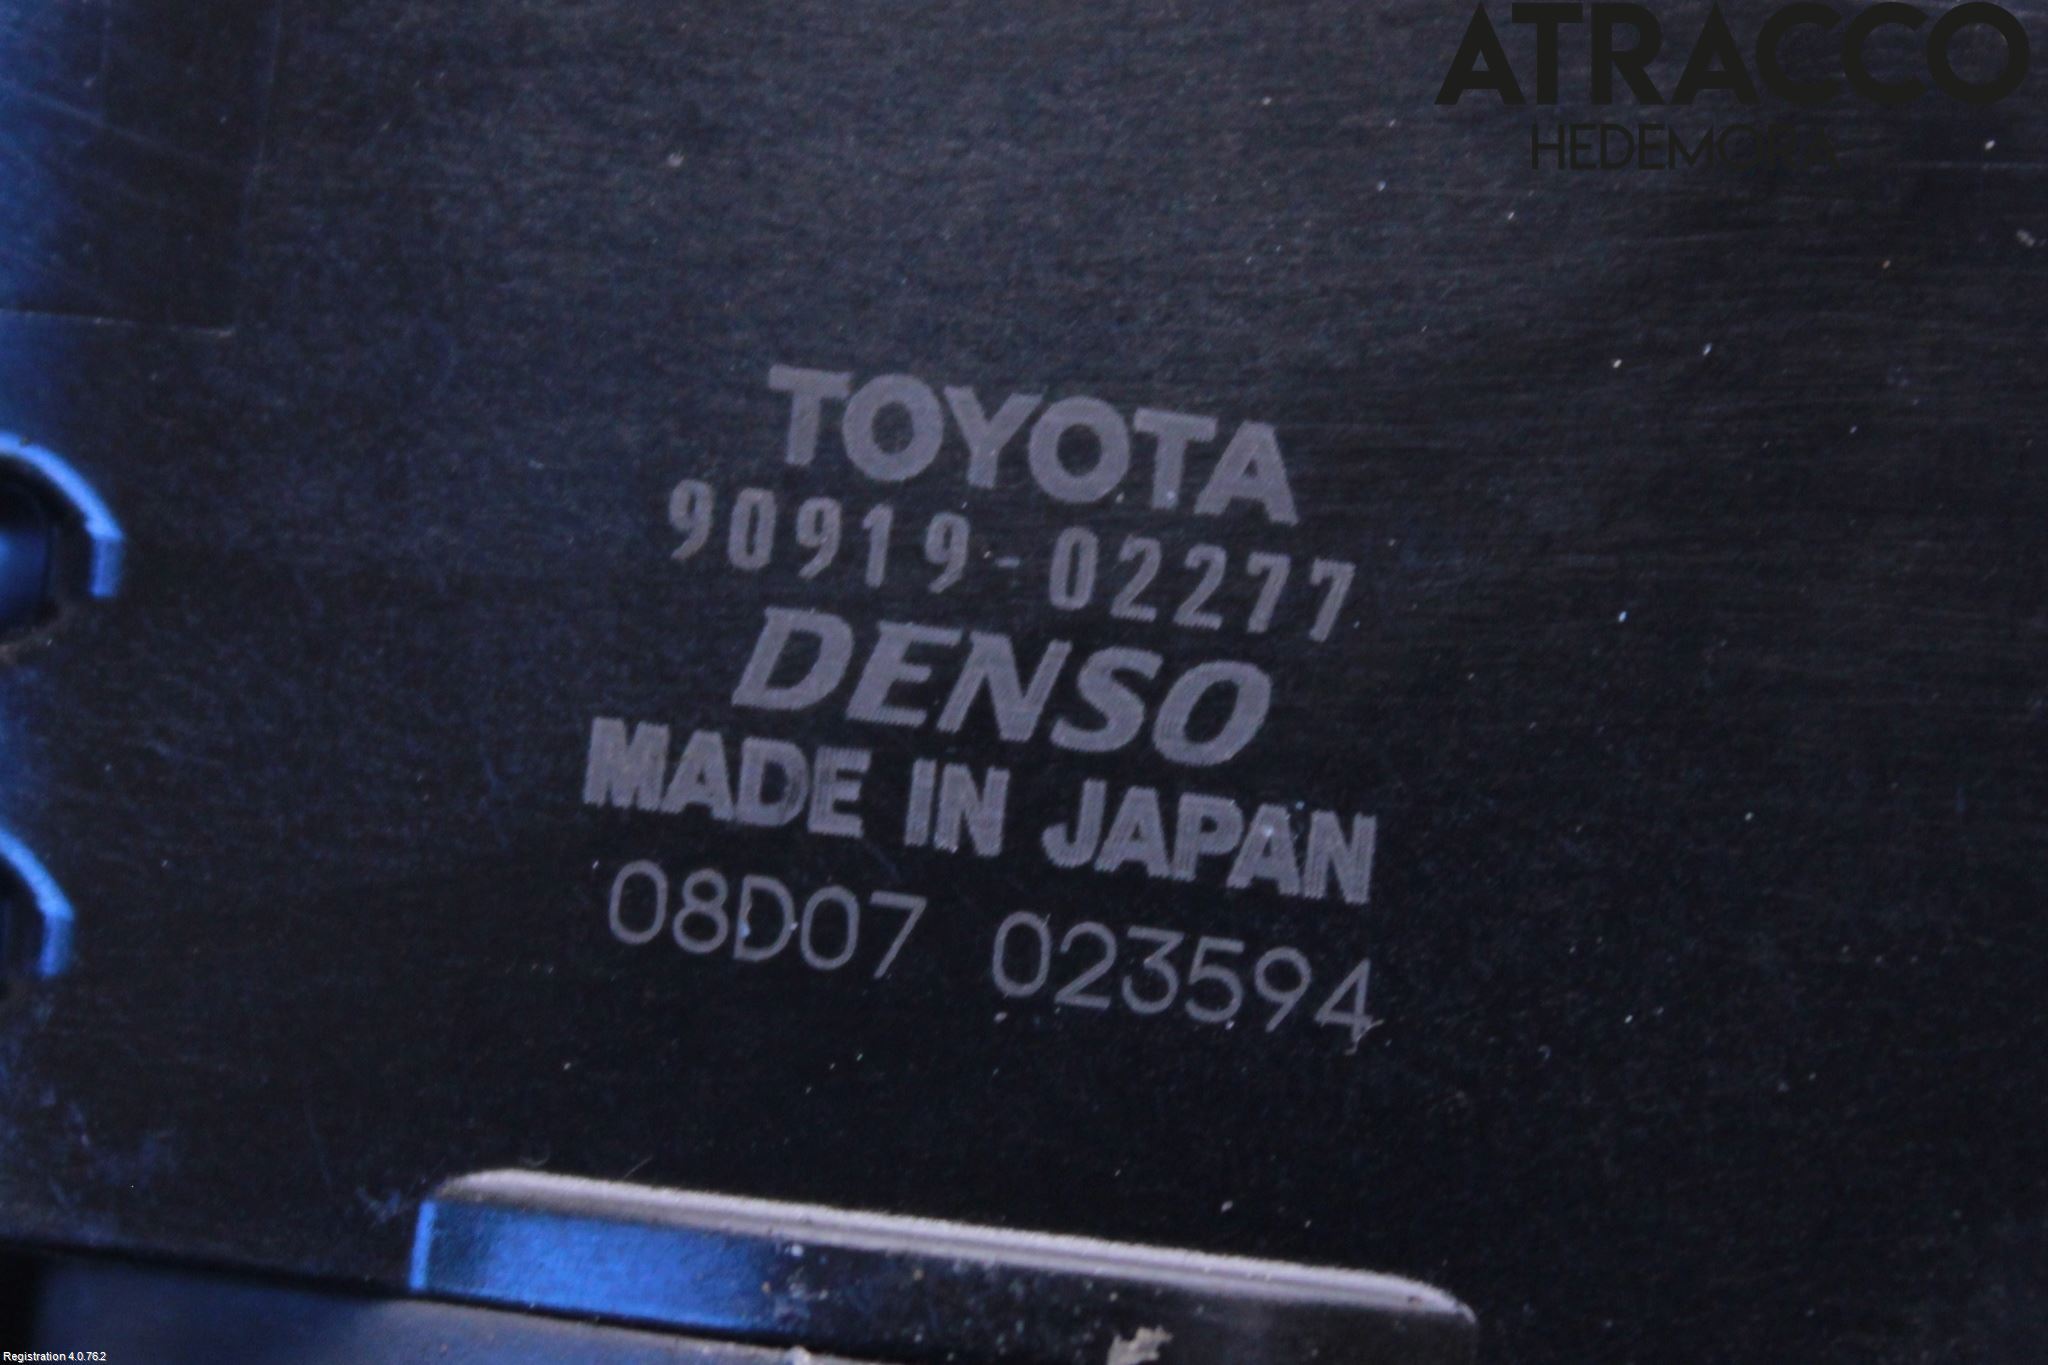 ATRACCO
HEDEMORA
TOYOTA
90919-02277
DENSO
MADE IN JAPAN
08D07 023594
Registration 4.0.76.2